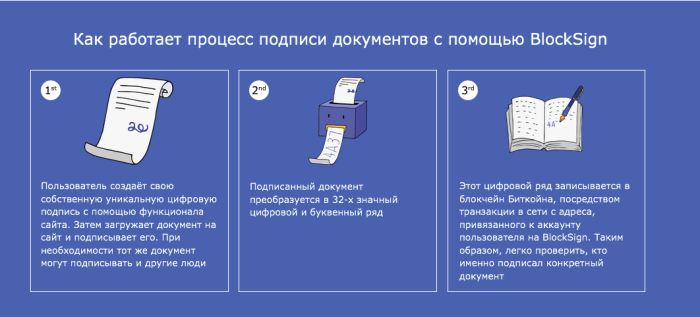 Как работает процесс подписи документов с помощью BlockSign
1st
Пользователь создаёт свою
собственную уникальную цифровую
подпись с помощью функционала
сайта. Затем загружает документ на
сайт и подписывает его. При
необходимости тот же документ
могут подписывать и другие люди
2nd
4A37
Подписанный документ
преобразуется в 32-х значный
цифровой и буквенный ряд
3rd
4A
Этот цифровой ряд записывается в
блокчейн Биткойна, посредством
транзакции в сети с адреса,
привязанного к аккаунту
пользователя на BlockSign. Таким
образом, легко проверить, кто
именно подписал конкретный
документ